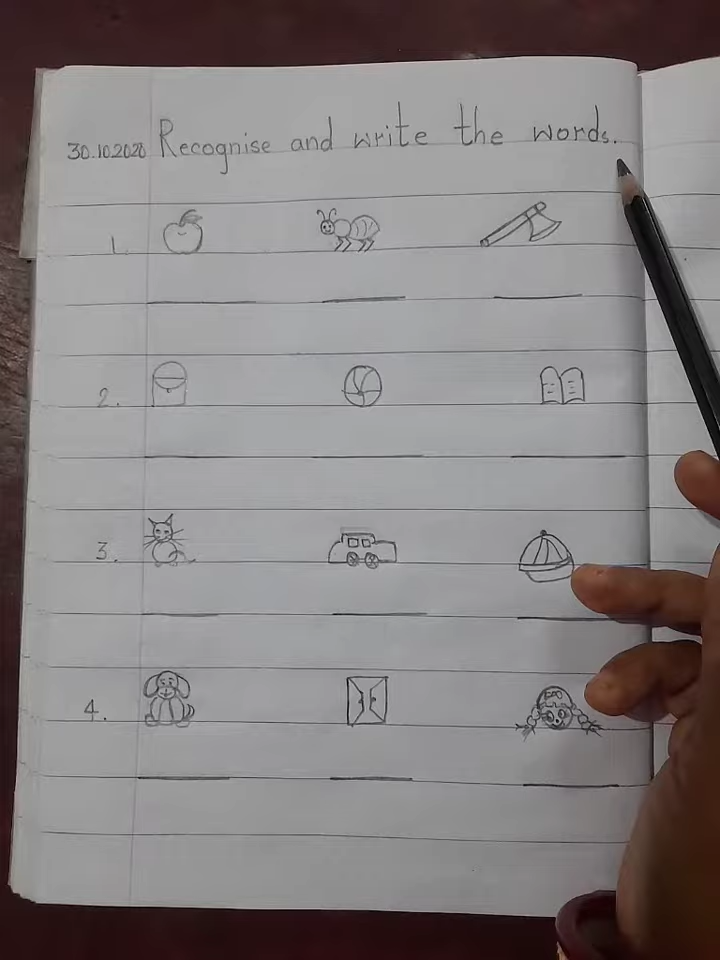 30.10.2020 Recognise and write the words.
1.
2.
3.
4.